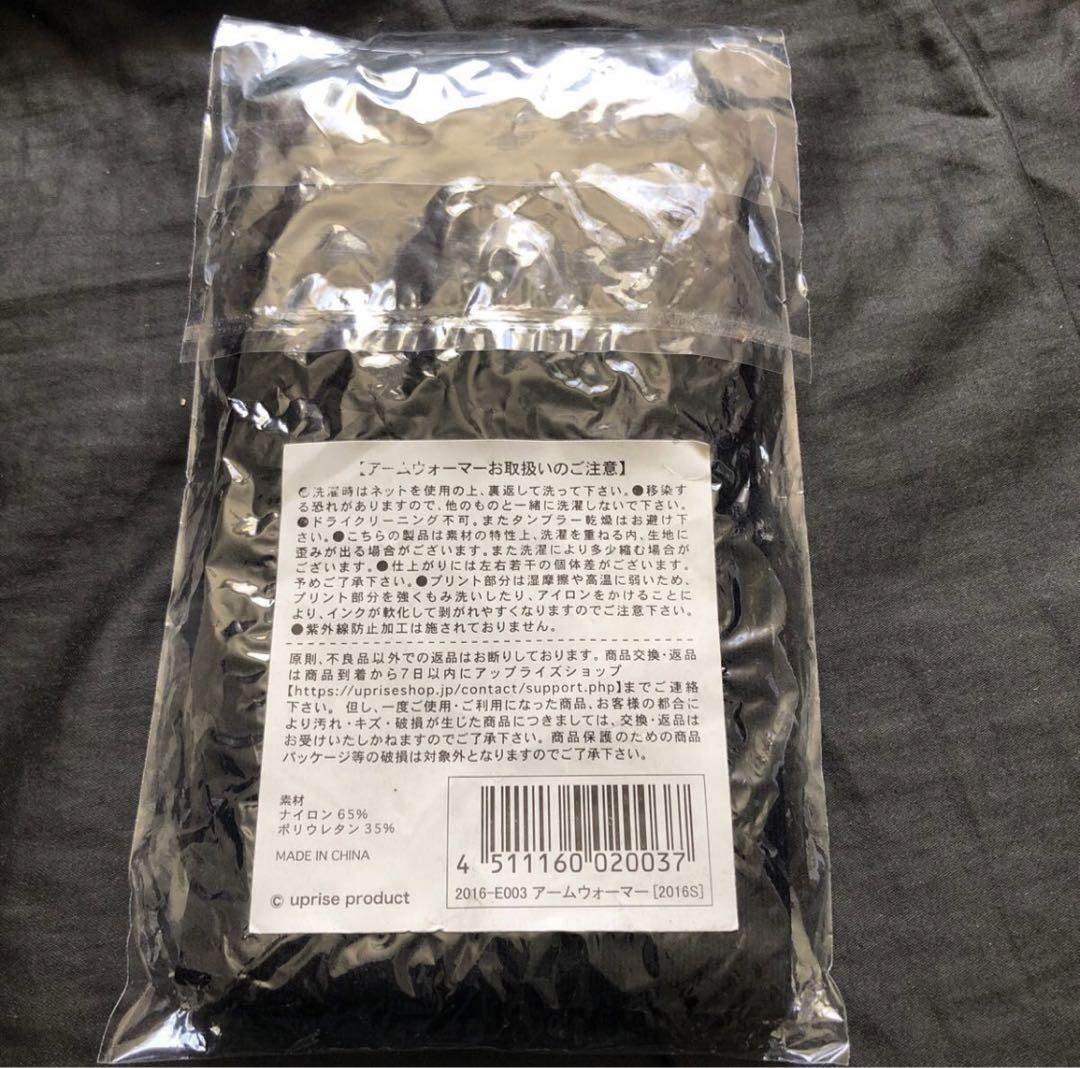 【アームウォーマーお取扱いのご注意】
●洗濯時はネットを使用の上、裏返して洗って下さい。●移染す
る恐れがありますので、他のものと一緒に洗濯しないで下さい。
●ドライクリーニング不可。またタンブラー乾燥はお避け下
さい。●こちらの製品は素材の特性上、洗濯を重ねる内、生地に
歪みが出る場合がございます。また洗濯により多少縮む場合が
ございます。●仕上がりには左右若干の個体差がございます。
予めご了承下さい。●プリント部分は湿摩擦や高温に弱いため、
プリント部分を強くもみ洗いしたり、アイロンをかけることに
より、インクが軟化して剥がれやすくなりますのでご注意下さい。
●紫外線防止加工は施されておりません。
原則、不良品以外での返品はお断りしております。商品交換・返品
は商品到着から7日以内にアップライズショップ
【https://upriseshop.jp/contact/support.php】までご連絡
下さい。 但し、一度ご使用・ご利用になった商品、お客様の都合に
より汚れ・キズ・破損が生じた商品につきましては、交換・返品は
お受けいたしかねますのでご了承下さい。商品保護のための商品
パッケージ等の破損は対象外となりますのでご了承下さい。
素材
ナイロン 65%
ポリウレタン 35%
MADE IN CHINA
© uprise product
4 511160 020037
2016-E003 アームウォーマー [2016S]